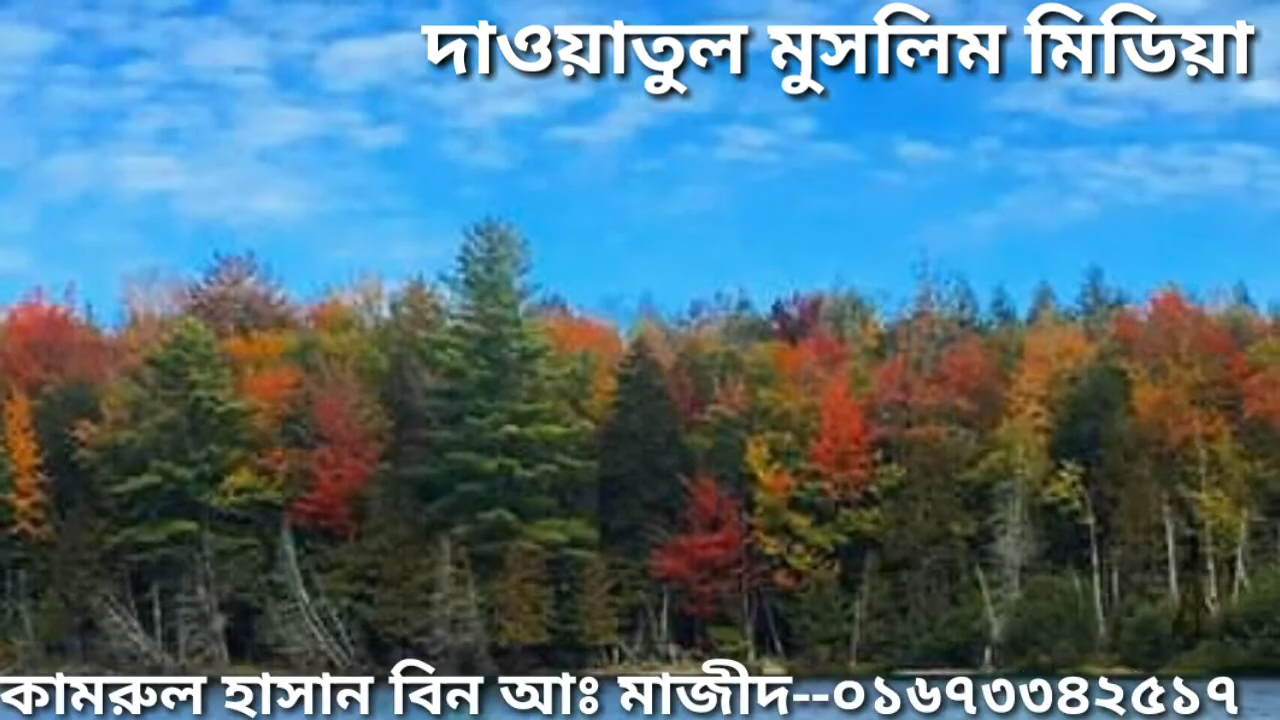 দাওয়াতুল মুসলিম মিডিয়া
কামরুল হাসান বিন আঃ মাজীদ--০১৬৭৩৩৪২৫১৭